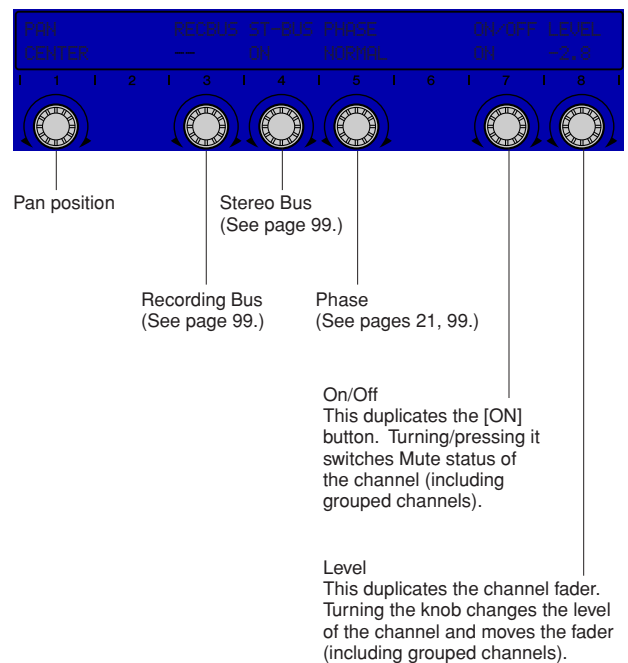 PAN RECBUS ST-BUS PHASE ON/OFF LEVEL
CENTER -- ON NORMAL ON -2.8
1 2 3 4 5 6 7 8
Pan position
Stereo Bus
(See page 99.)
Recording Bus
(See page 99.)
Phase
(See pages 21, 99.)
On/Off
This duplicates the [ON]
button. Turning/pressing it
switches Mute status of
the channel (including
grouped channels).
Level
This duplicates the channel fader.
Turning the knob changes the level
of the channel and moves the fader
(including grouped channels).